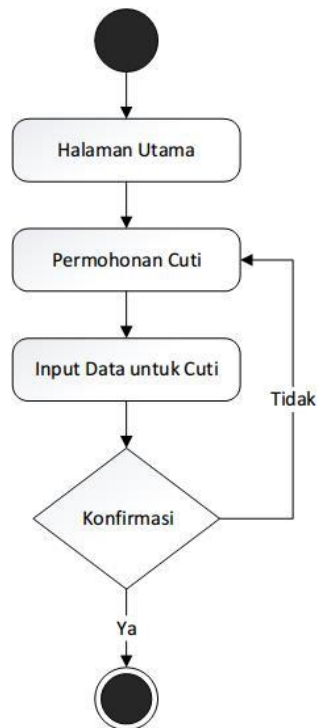 Halaman Utama
Permohonan Cuti
Input Data untuk Cuti
Tidak
Konfirmasi
Ya